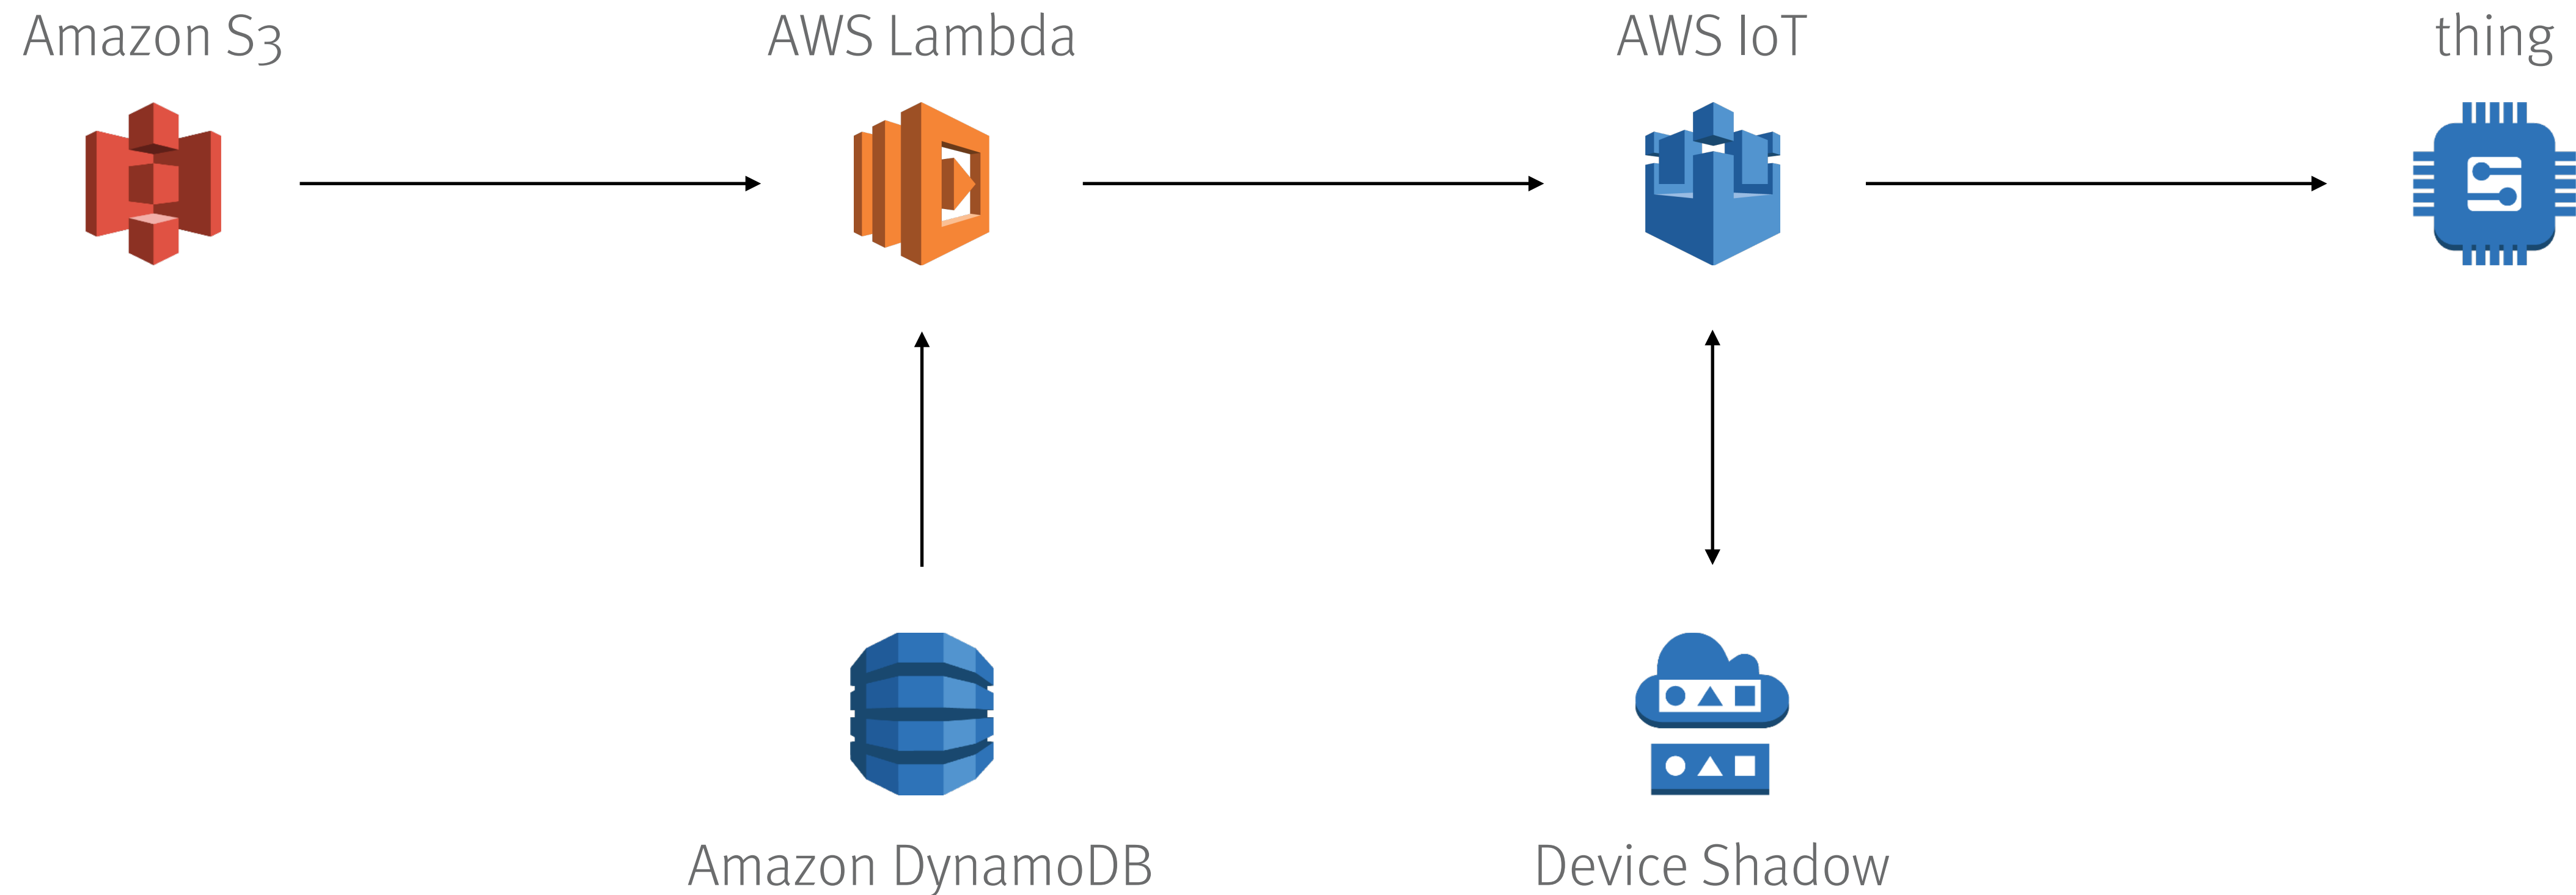 Amazon S3
AWS Lambda
AWS IoT
thing
Amazon DynamoDB
Device Shadow